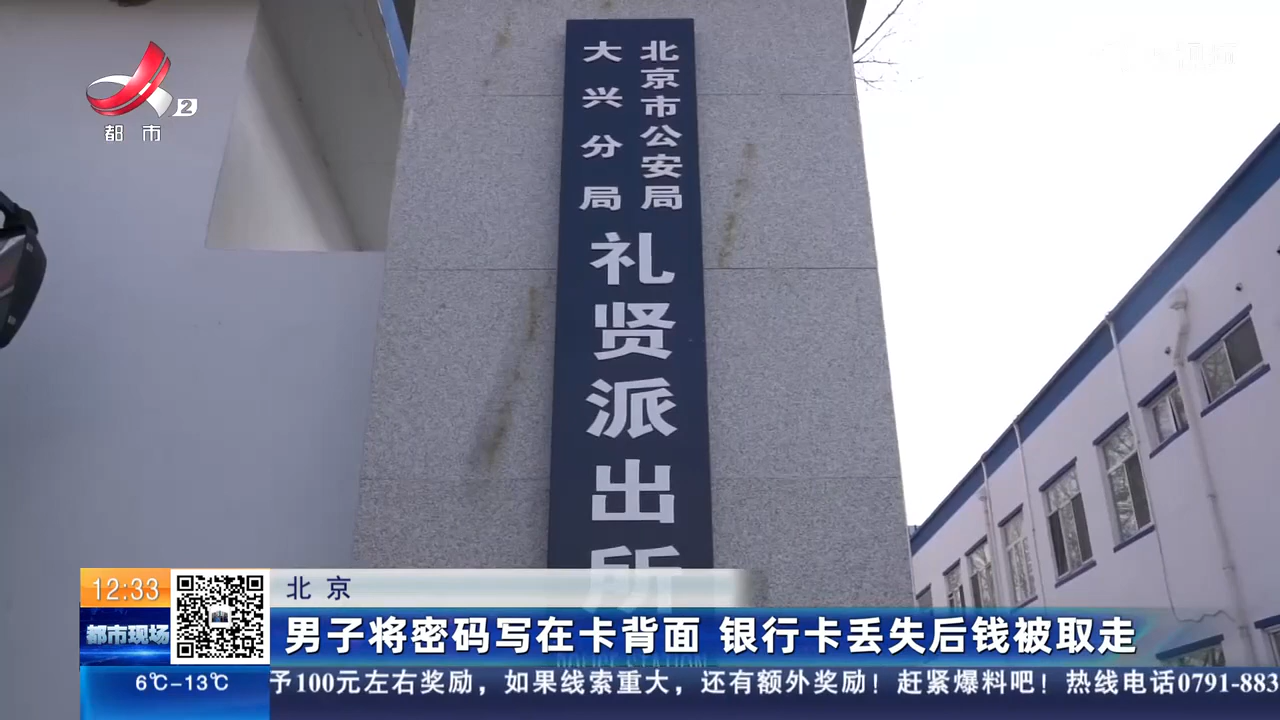 2
都市
北京市公安局
大兴分局
礼贤派出所
12:33
都市现场
6℃-13℃
北京
男子将密码写在卡背面 银行卡丢失后钱被取走
予100元左右奖励，如果线索重大，还有额外奖励！赶紧爆料吧！热线电话0791-883